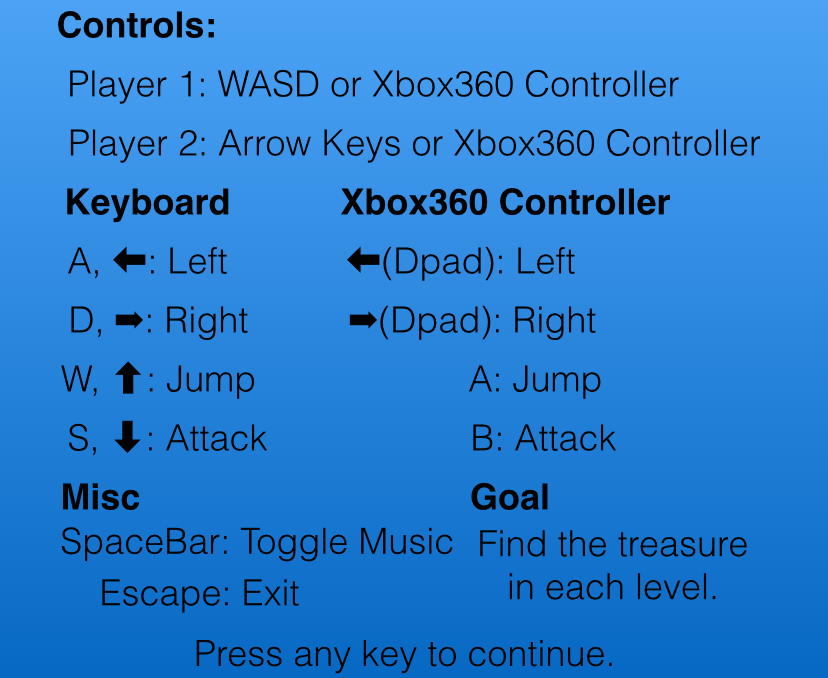 Controls:
Player 1: WASD or Xbox360 Controller
Player 2: Arrow Keys or Xbox360 Controller
Keyboard Xbox360 Controller
A, ⬅: Left ⬅(Dpad): Left
D, ➡: Right ➡(Dpad): Right
W, ⬆: Jump A: Jump
S, ⬇: Attack B: Attack
Misc Goal
SpaceBar: Toggle Music Find the treasure
Escape: Exit in each level.
Press any key to continue.